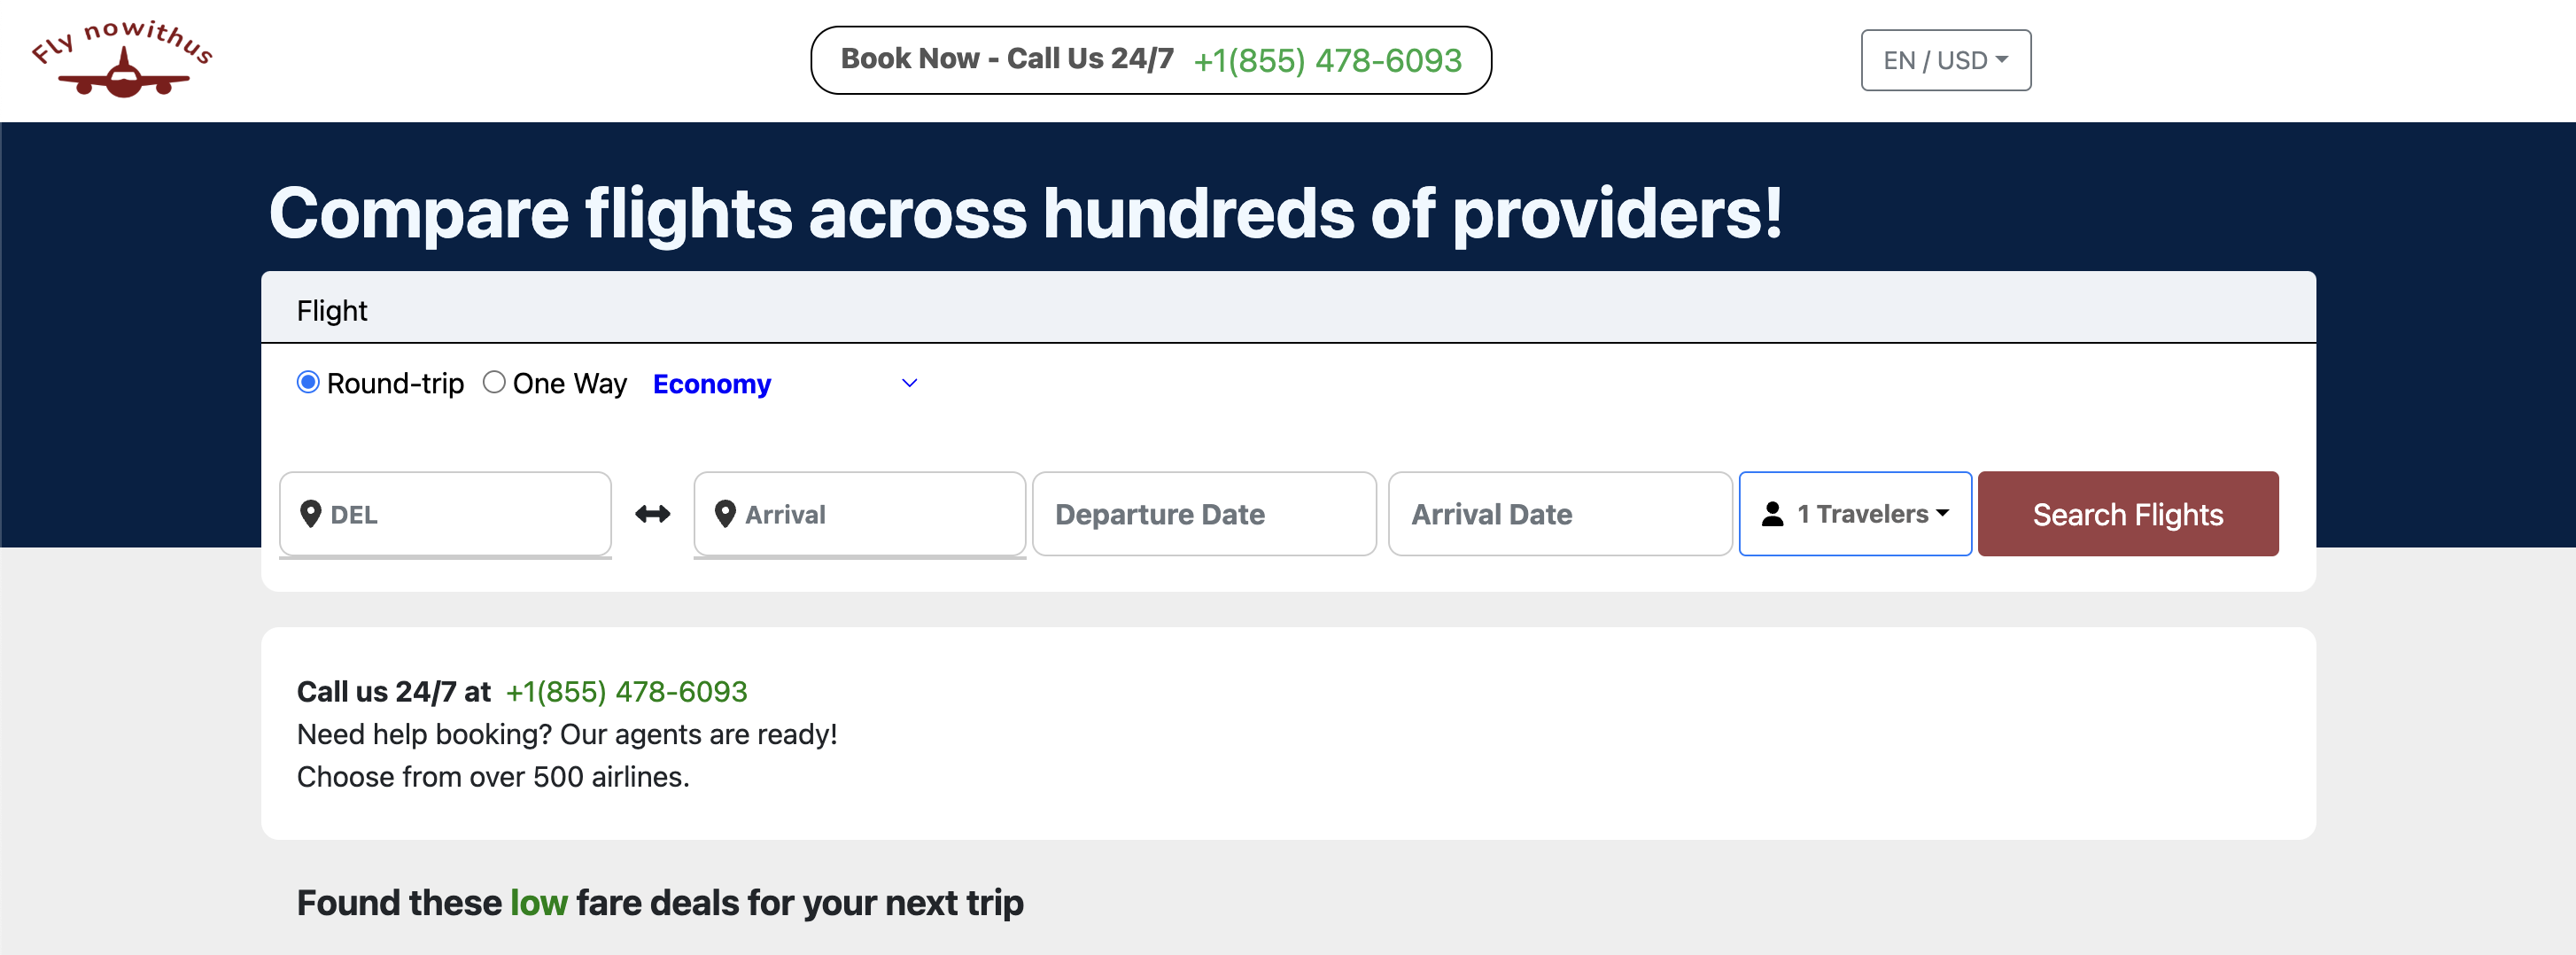 Fly nowithus
Book Now - Call Us 24/7 +1(855) 478-6093
EN / USD
Compare flights across hundreds of providers!
Flight
Round-trip One Way Economy
DEL Arrival Departure Date Arrival Date 1 Travelers Search Flights
Call us 24/7 at +1(855) 478-6093
Need help booking? Our agents are ready!
Choose from over 500 airlines.
Found these low fare deals for your next trip